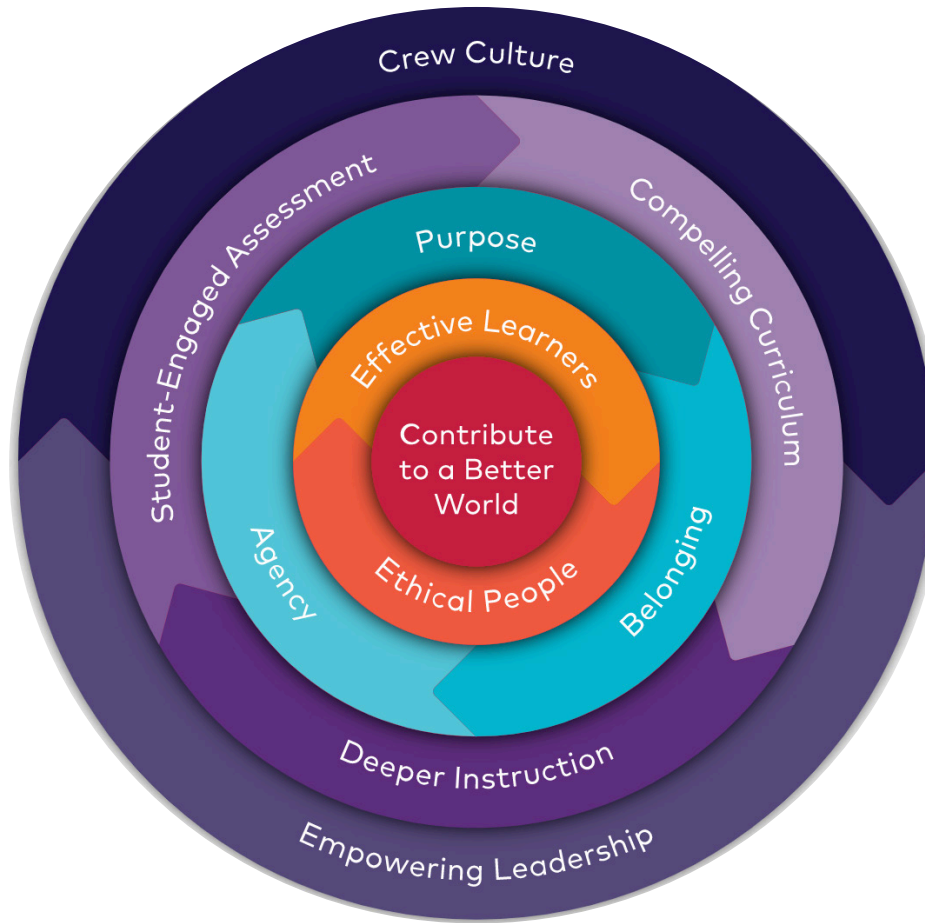 Crew Culture
Student-Engaged Assessment
Compelling Curriculum
Purpose
Effective Learners
Contribute
to a Better
World
Ethical People
Agency
Belonging
Deeper Instruction
Empowering Leadership